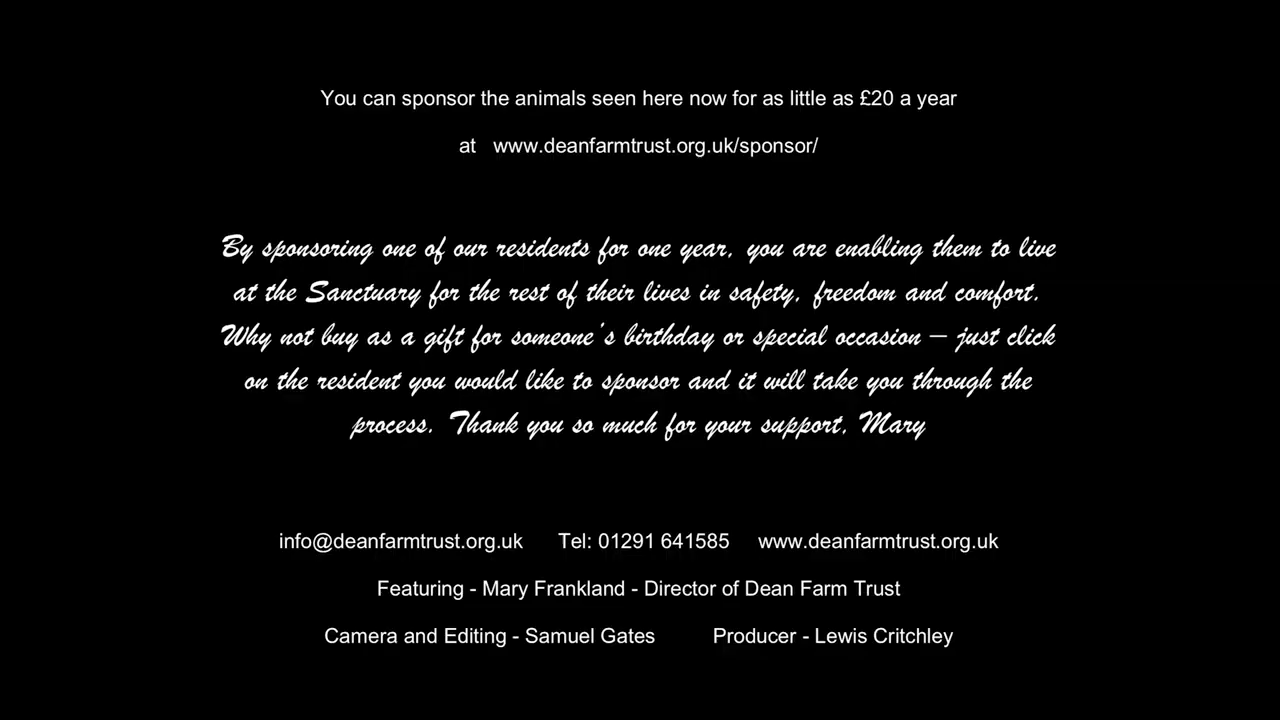 You can sponsor the animals seen here now for as little as £20 a year
at www.deanfarmtrust.org.uk/sponsor/
By sponsoring one of our residents for one year, you are enabling them to live
at the Sanctuary for the rest of their lives in safety, freedom and comfort.
Why not buy as a gift for someone's birthday or special occasion – just click
on the resident you would like to sponsor and it will take you through the
process. Thank you so much for your support, Mary
info@deanfarmtrust.org.uk Tel: 01291 641585 www.deanfarmtrust.org.uk
Featuring - Mary Frankland - Director of Dean Farm Trust
Camera and Editing - Samuel Gates Producer - Lewis Critchley